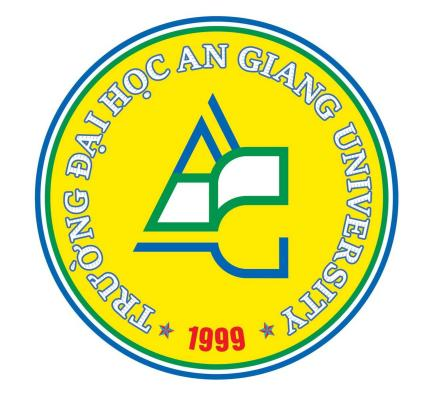 TRƯỜNG ĐẠI HỌC AN GIANG UNIVERSITY
1999